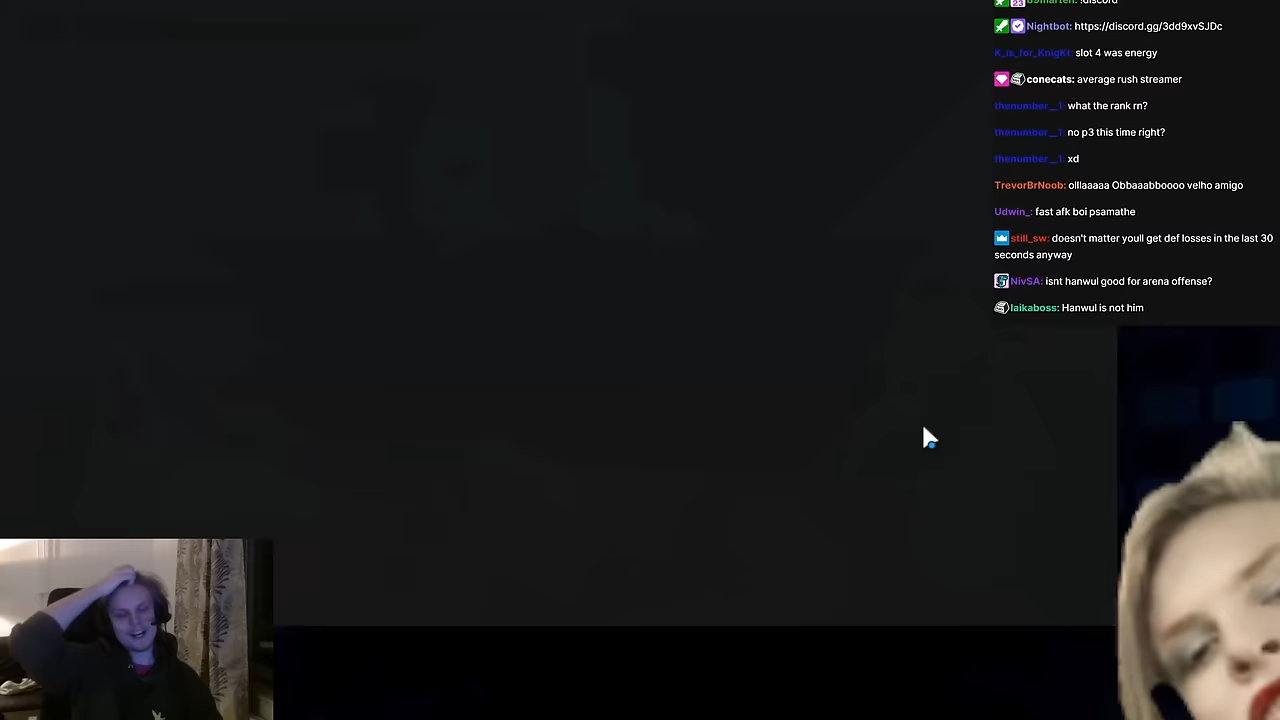 !discord
Nightbot: https://discord.gg/3dd9xvSJDc
K_is_for_KnigKt: slot 4 was energy
conecats: average rush streamer
thenumber__1: what the rank rn?
thenumber__1: no p3 this time right?
thenumber__1: xd
TrevorBrNoob: olllaaaaa Obbaaabboooo velho amigo
Udwin_: fast afk boi psamathe
still_sw: doesn't matter youll get def losses in the last 30
seconds anyway
NivSA: isnt hanwul good for arena offense?
laikaboss: Hanwul is not him